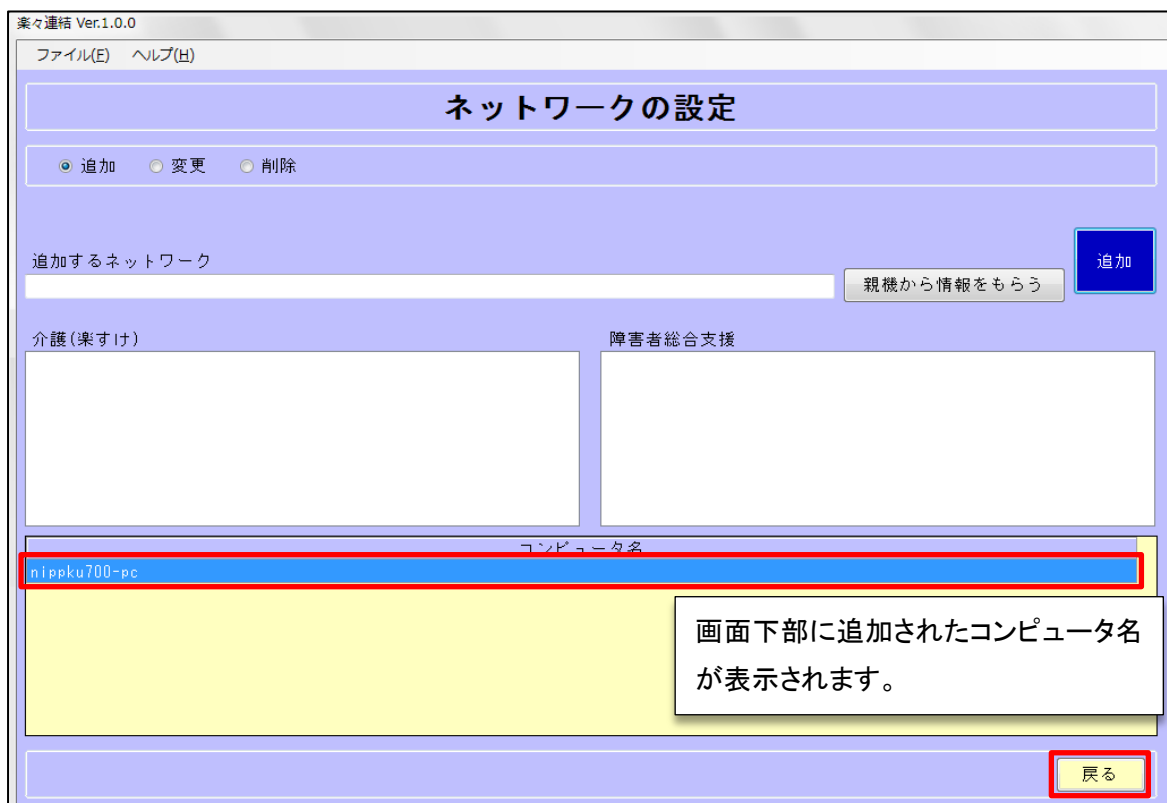 楽々連結 Ver.1.0.0
ファイル(F) ヘルプ(H)
ネットワークの設定
追加 変更 削除
追加するネットワーク
親機から情報をもらう
追加
介護(楽すけ) 障害者総合支援
コンピュータ名
nippku700-pc
画面下部に追加されたコンピュータ名
が表示されます。
戻る